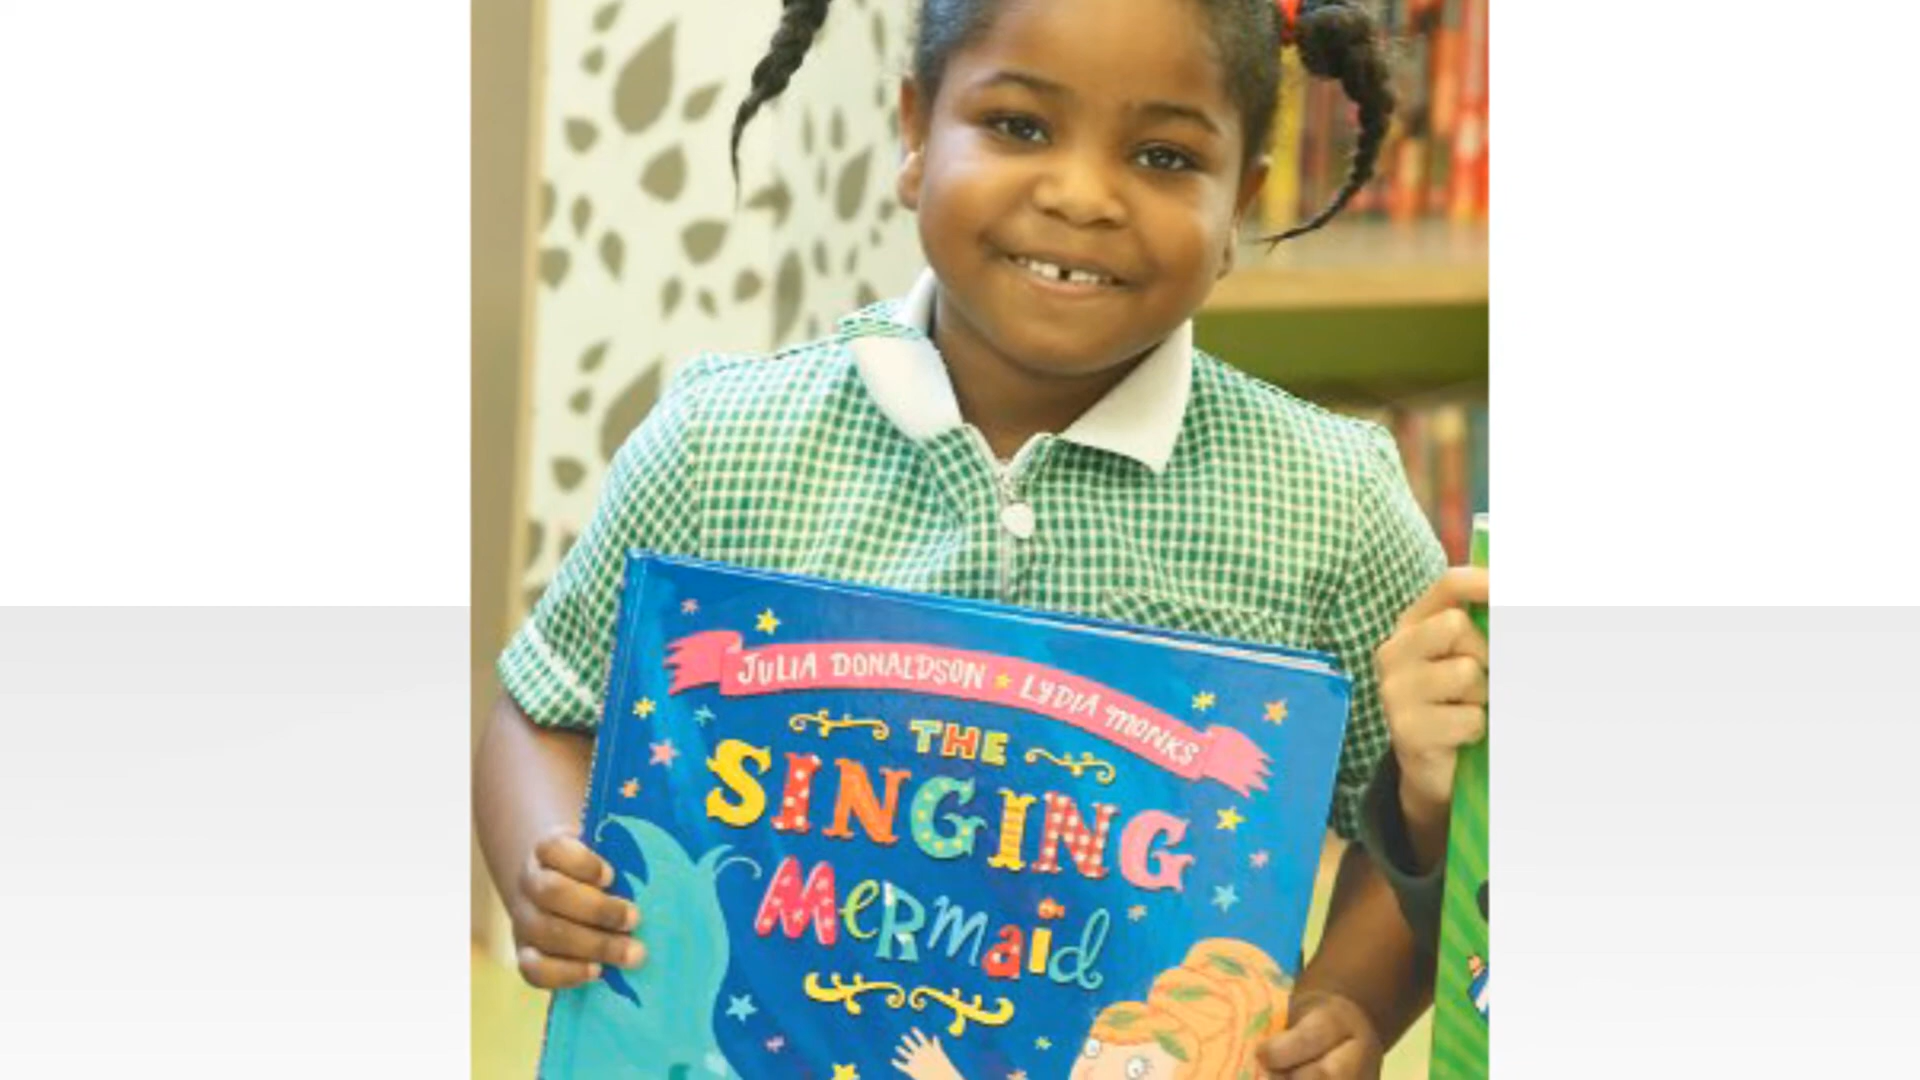 JULIA DONALDSON ★ LYDIA MONKS
THE
SINGING
MERMAID